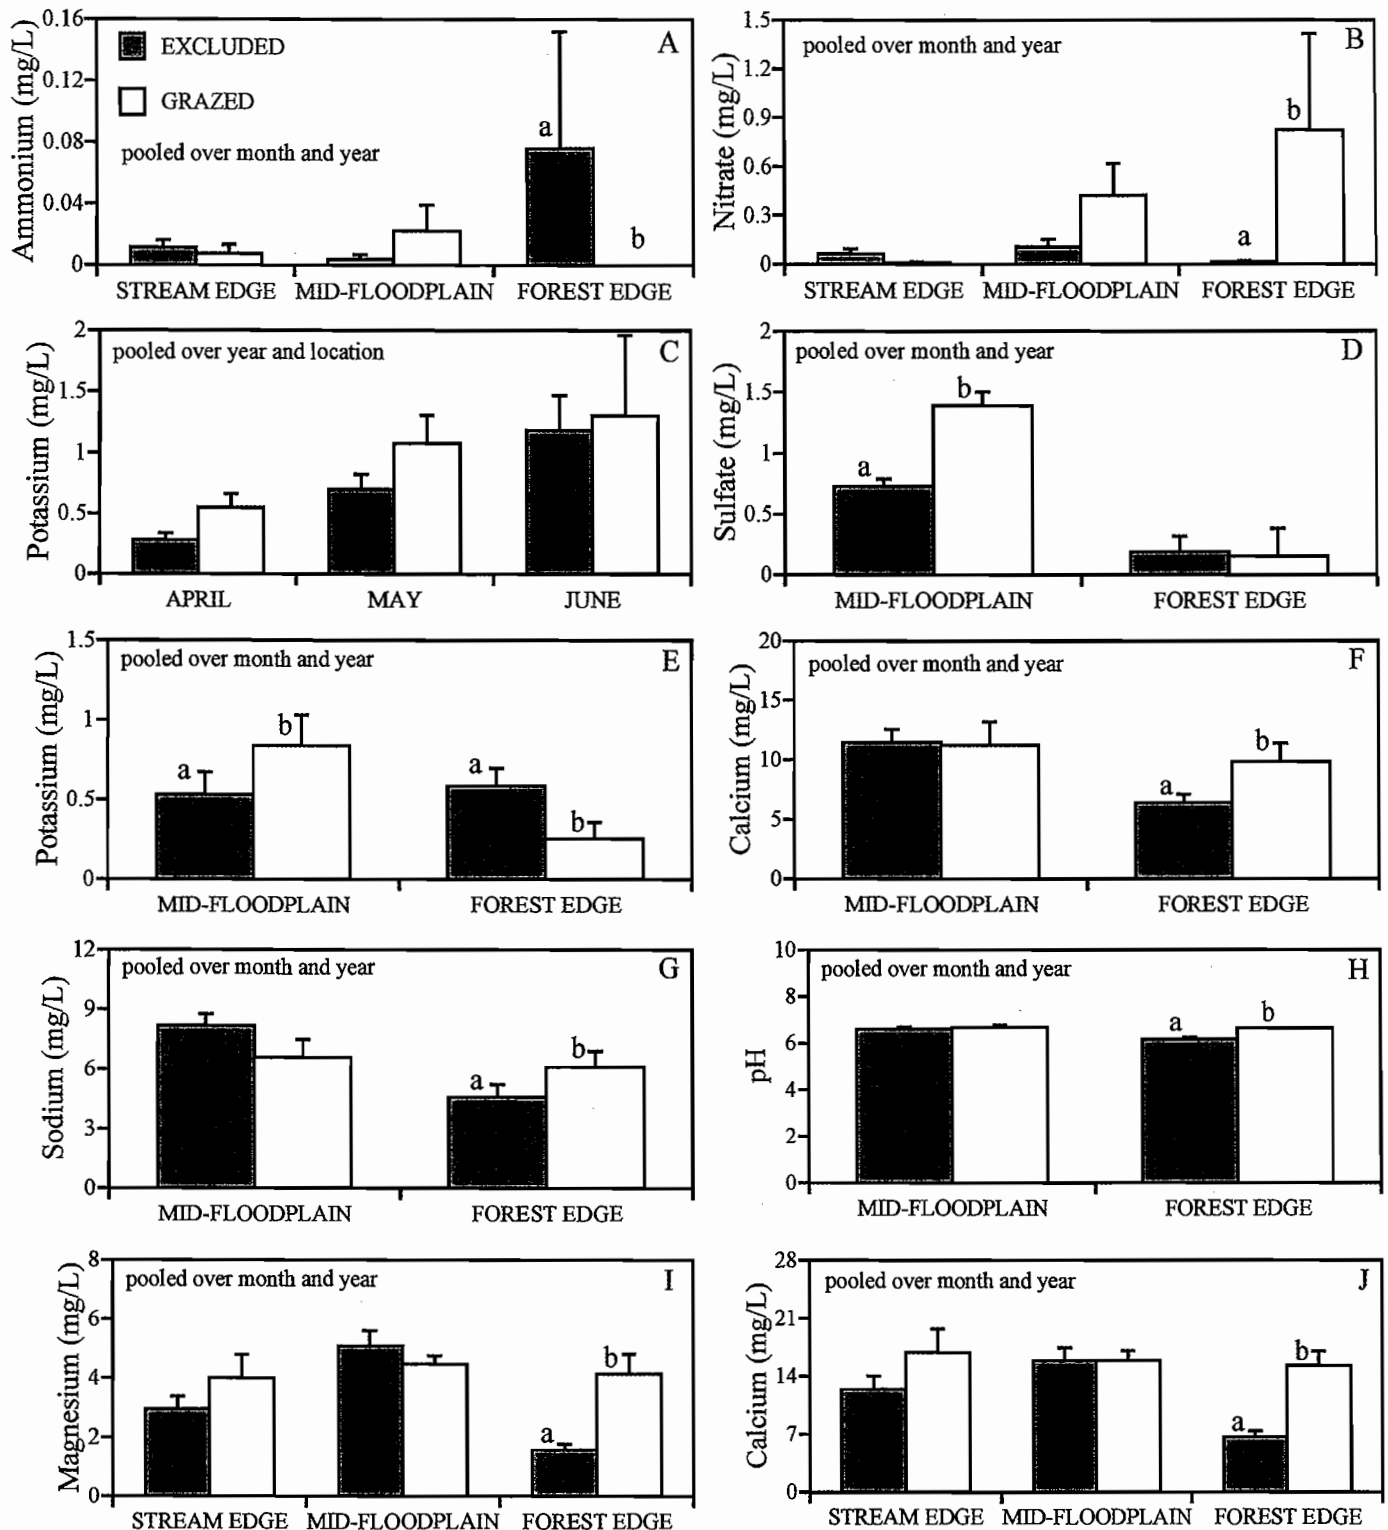 0.16
0.12
0.08
0.04
0
Ammonium (mg/L)
EXCLUDED
GRAZED
pooled over month and year
A
a
b
STREAM EDGE MID-FLOODPLAIN FOREST EDGE
1.5
1.2
0.9
0.6
0.3
0
Nitrate (mg/L)
pooled over month and year
B
a
b
STREAM EDGE MID-FLOODPLAIN FOREST EDGE
2
1.5
1
0.5
0
Potassium (mg/L)
pooled over year and location
C
APRIL MAY JUNE
2
1.5
1
0.5
0
Sulfate (mg/L)
pooled over month and year
D
a
b
MID-FLOODPLAIN FOREST EDGE
1.5
1
0.5
0
Potassium (mg/L)
pooled over month and year
E
a
b
a
b
MID-FLOODPLAIN FOREST EDGE
20
15
10
5
0
Calcium (mg/L)
pooled over month and year
F
a
b
MID-FLOODPLAIN FOREST EDGE
12
9
6
3
0
Sodium (mg/L)
pooled over month and year
G
a
b
MID-FLOODPLAIN FOREST EDGE
10
8
6
4
2
0
pH
pooled over month and year
H
a
b
MID-FLOODPLAIN FOREST EDGE
8
6
4
2
0
Magnesium (mg/L)
pooled over month and year
I
a
b
STREAM EDGE MID-FLOODPLAIN FOREST EDGE
28
21
14
7
0
Calcium (mg/L)
pooled over month and year
J
a
b
STREAM EDGE MID-FLOODPLAIN FOREST EDGE